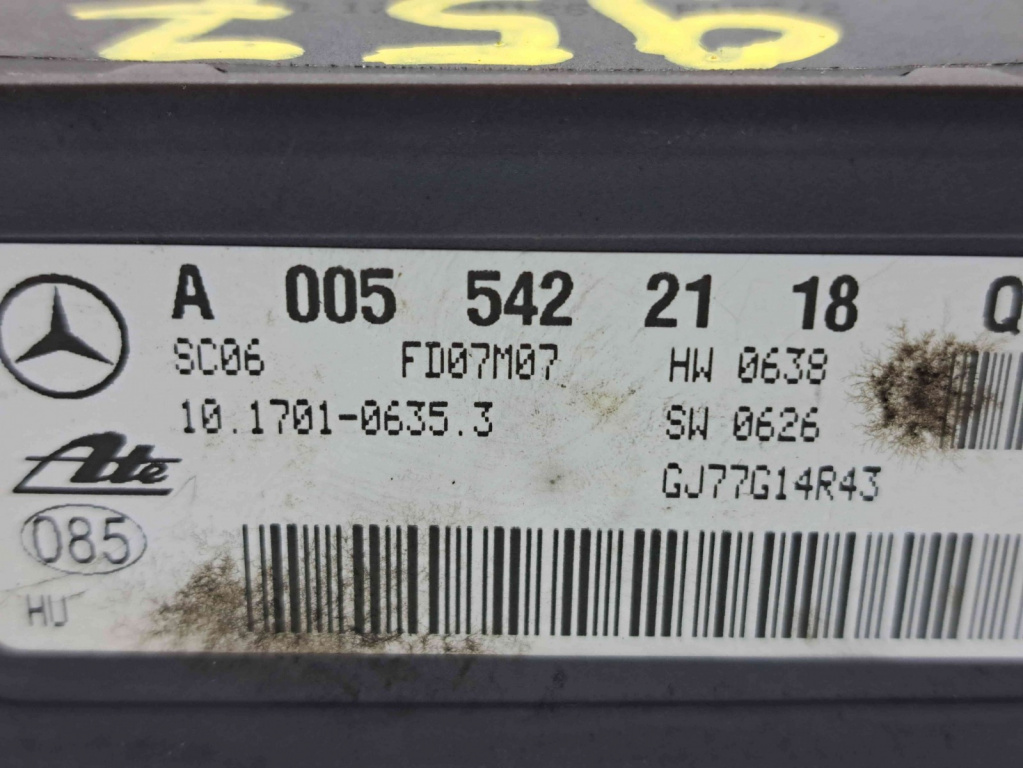 A 005 542 21 18 Q
SC06 FD07M07 HW 0638
10.1701-0635.3 SW 0626
Ate GJ77G14R43
085
HU